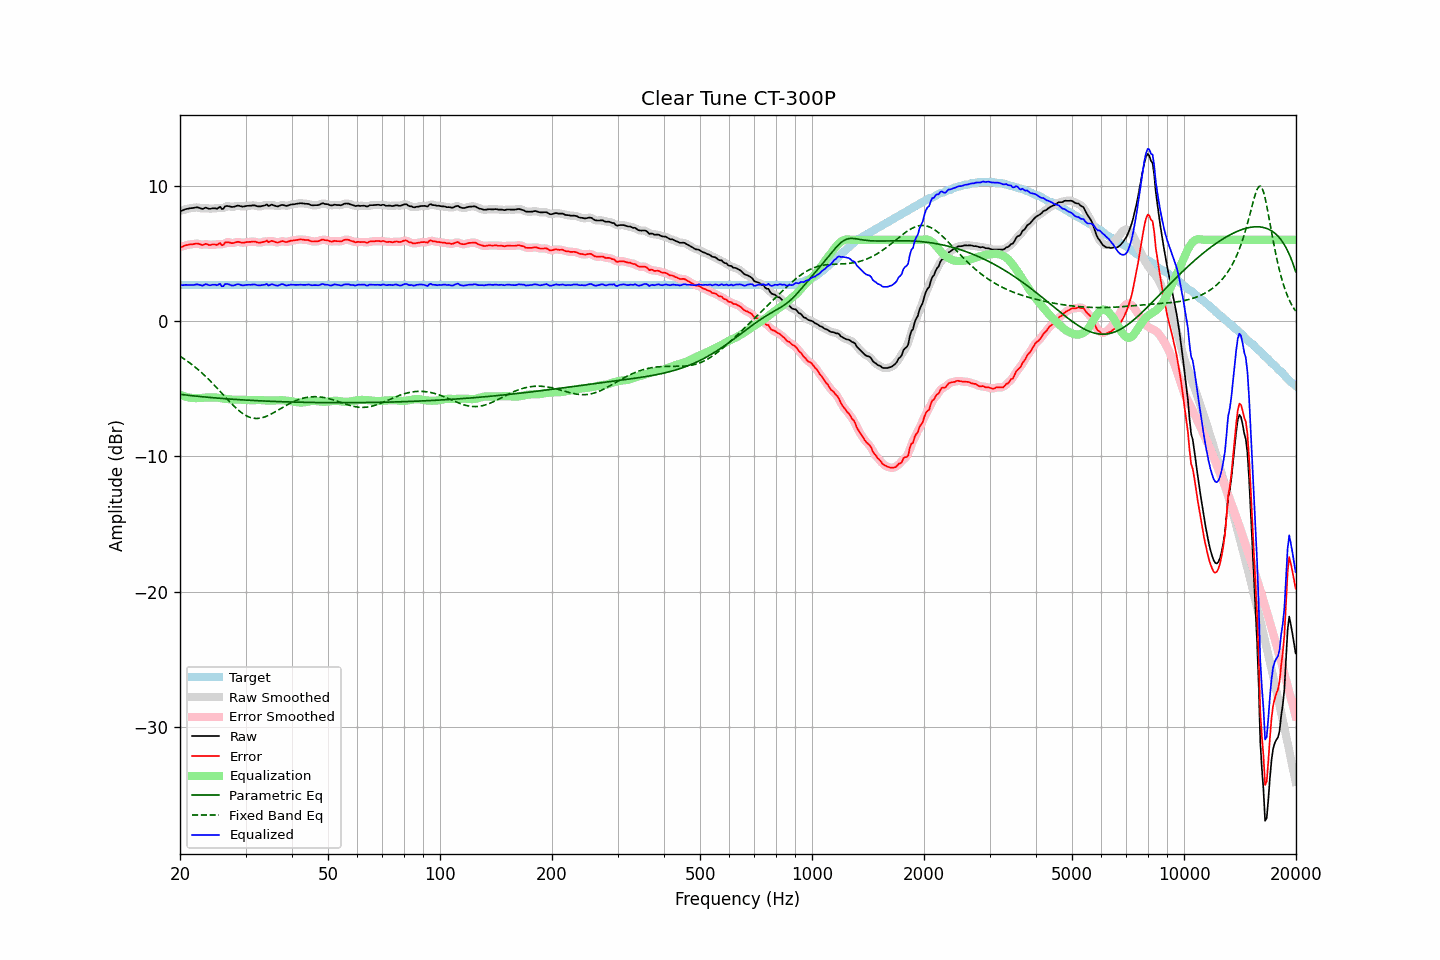 Clear Tune CT-300P
Amplitude (dBr)
10
0
−10
−20
−30
Target
Raw Smoothed
Error Smoothed
Raw
Error
Equalization
Parametric Eq
Fixed Band Eq
Equalized
20 50 100 200 500 1000 2000 5000 10000 20000
Frequency (Hz)